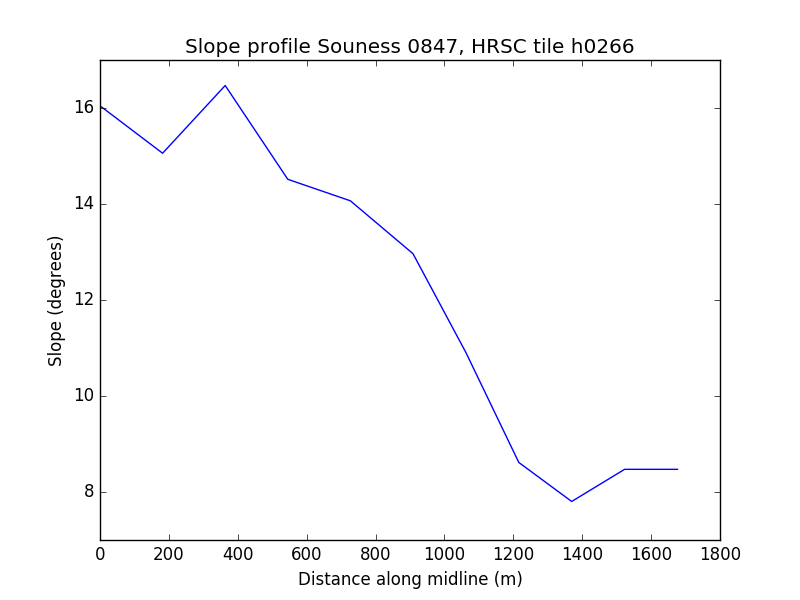 Slope profile Souness 0847, HRSC tile h0266
16
14
12
10
8
Slope (degrees)
0 200 400 600 800 1000 1200 1400 1600 1800
Distance along midline (m)